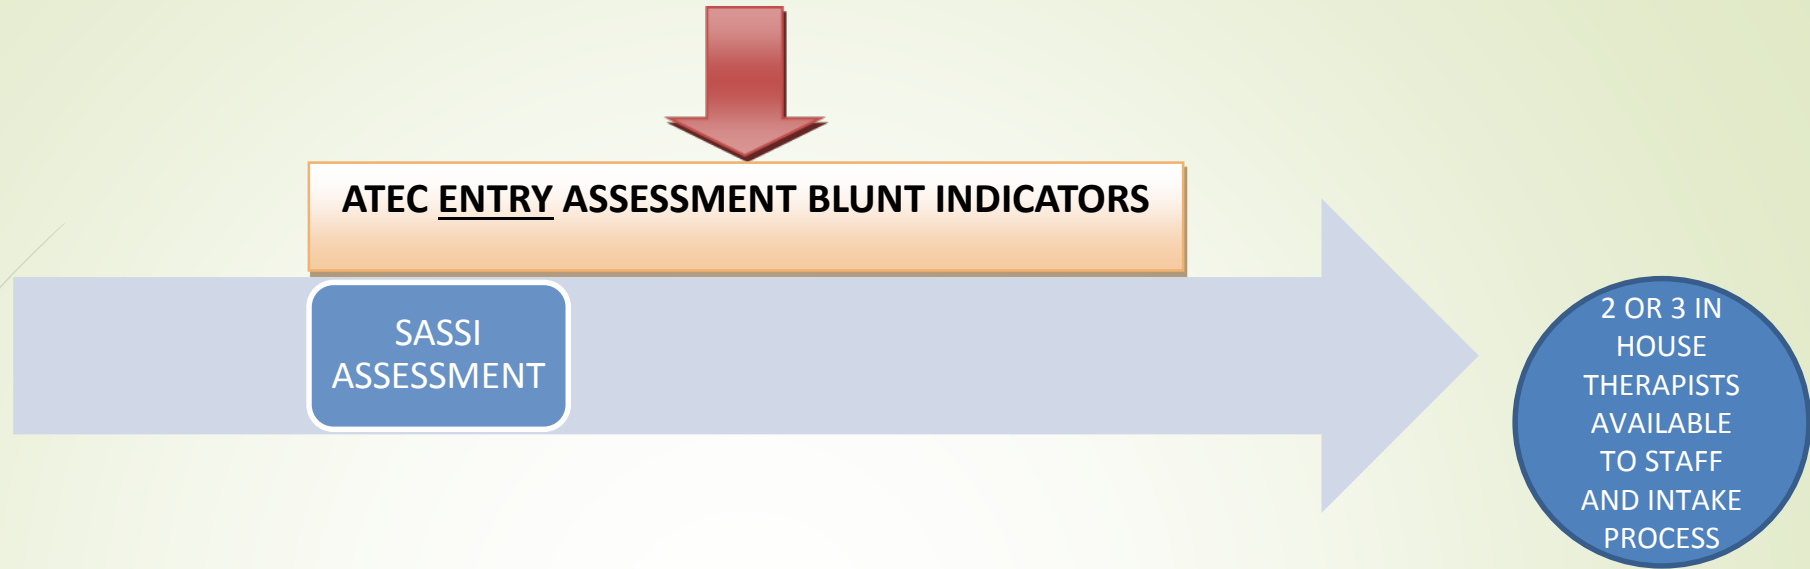 ATEC ENTRY ASSESSMENT BLUNT INDICATORS
SASSI
ASSESSMENT
2 OR 3 IN
HOUSE
THERAPISTS
AVAILABLE
TO STAFF
AND INTAKE
PROCESS